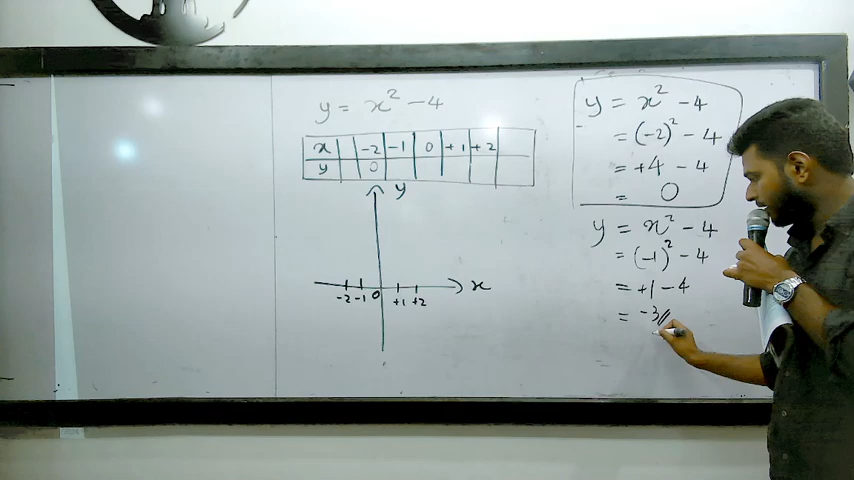 y = x² - 4
x -2 -1 0 +1 +2
y 0
y
-2 -1 0 +1 +2 x
y = x² - 4
= (-2)² - 4
= +4 - 4
= 0
y = x² - 4
= (-1)² - 4
= +1 - 4
= -3//